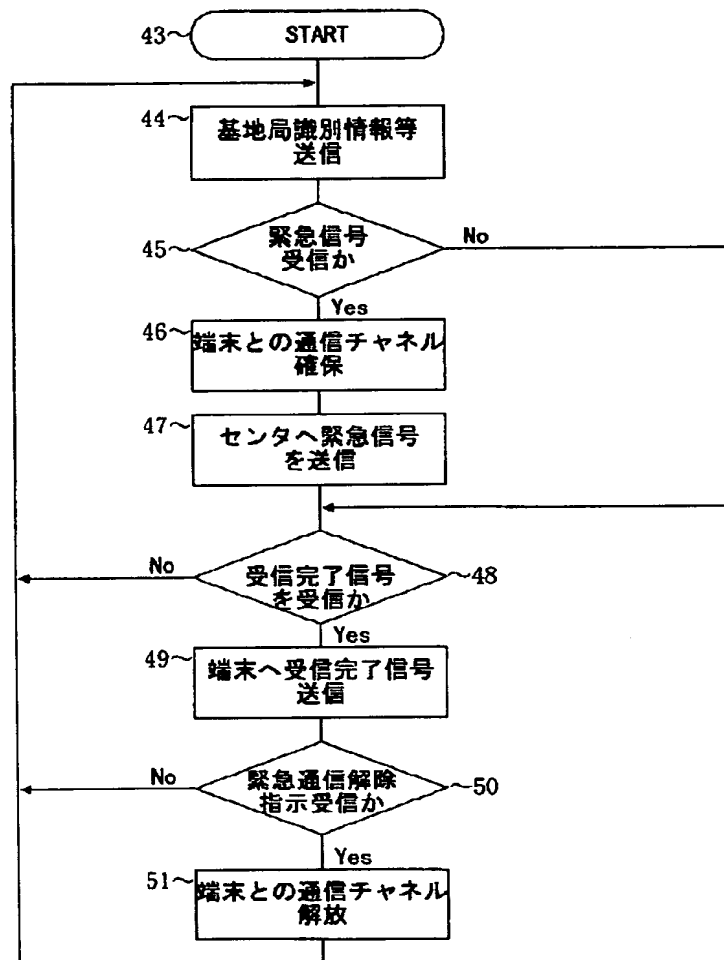 43～ START
44～ 基地局識別情報等
送信
45～ 緊急信号
受信か
No
Yes
46～ 端末との通信チャネル
確保
47～ センタへ緊急信号
を送信
No
受信完了信号
を受信か
～48
Yes
49～ 端末へ受信完了信号
送信
No
緊急通信解除
指示受信か
～50
Yes
51～ 端末との通信チャネル
解放